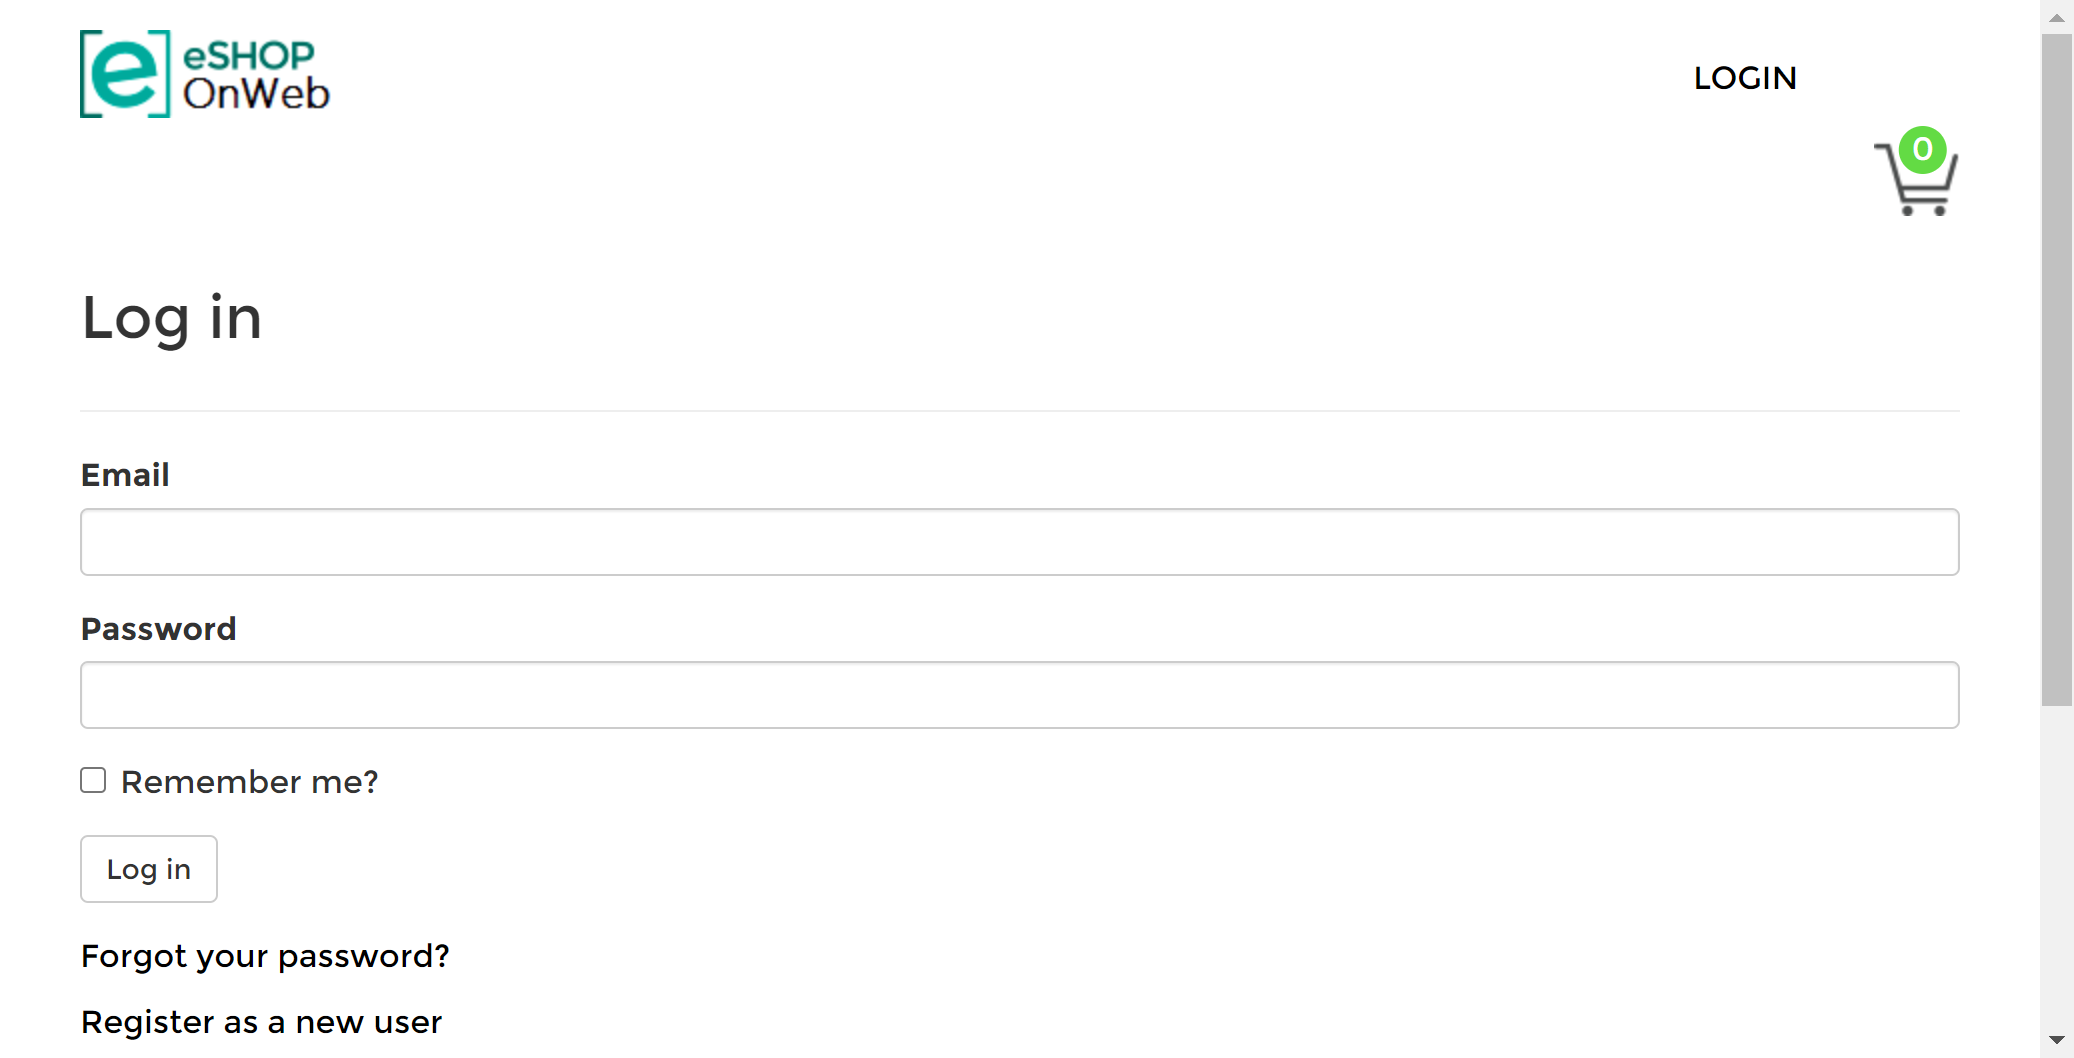 eSHOP
OnWeb
LOGIN
0
Log in
Email
Password
Remember me?
Log in
Forgot your password?
Register as a new user